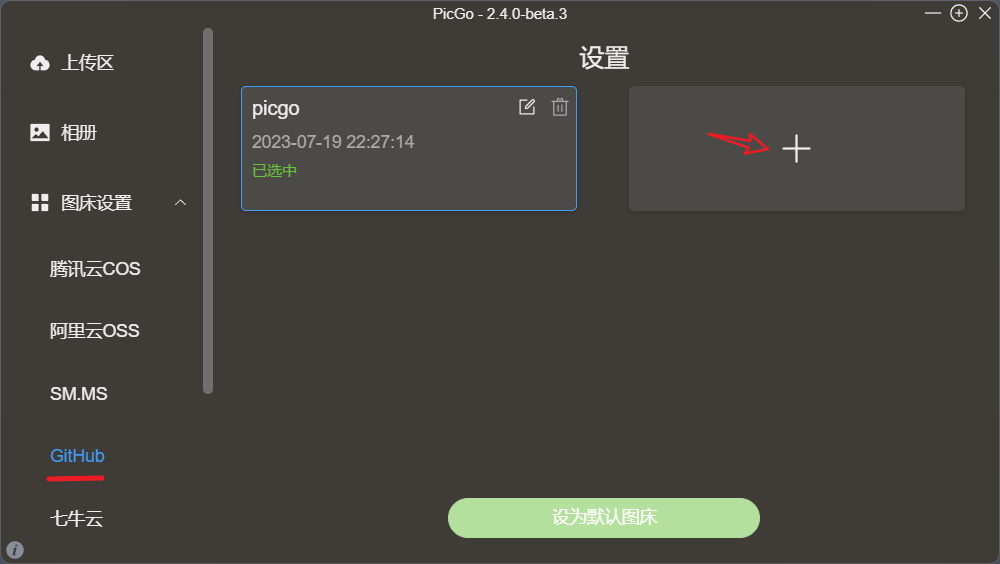 PicGo - 2.4.0-beta.3
上传区
相册
图床设置
腾讯云COS
阿里云OSS
SM.MS
GitHub
七牛云
设置
picgo
2023-07-19 22:27:14
已选中
设为默认图床